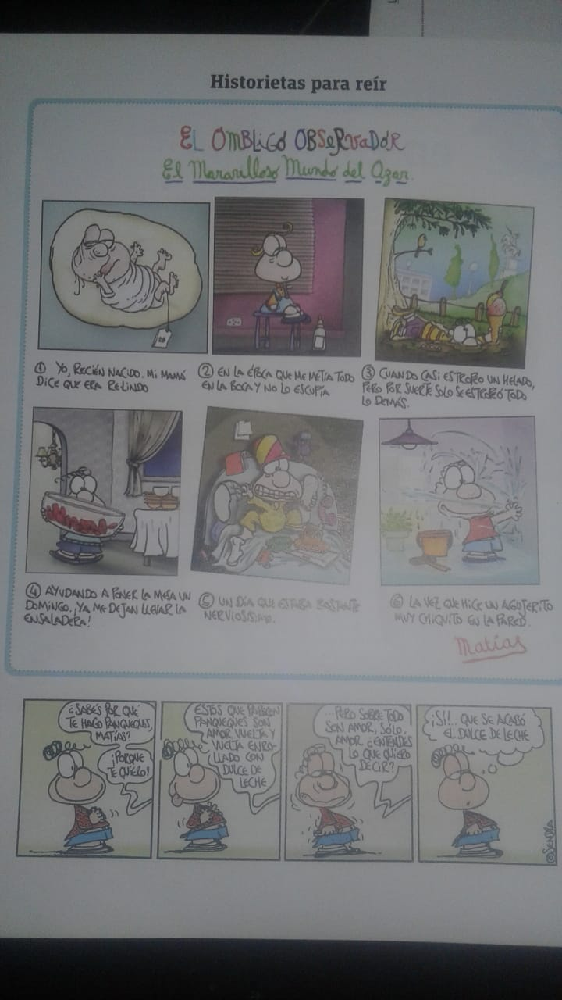 Historietas para reír
EL OMBLIGO OBSERVADOR
El Maravilloso Mundo del Azar.
28
① YO, RECIÉN NACIDO. MI MAMÁ
DICE QUE ERA RE LINDO
② EN LA ÉPOCA QUE ME METÍA TODO
EN LA BOCA Y NO LO ESCUPÍA
③ CUANDO CASI ESTROPEO UN HELADO,
PERO POR SUERTE SOLO SE ESTROPEÓ TODO
LO DEMÁS.
④ AYUDANDO A PONER LA MESA UN
DOMINGO. ¡YA ME DEJAN LLEVAR LA
ENSALADERA!
⑤ UN DÍA QUE ESTABA BASTANTE
NERVIOSISIMO.
⑥ LA VEZ QUE HICE UN AGUJERITO
MUY CHIQUITO EN LA PARED.
Matías
¿SABÉS POR QUÉ
TE HAGO PANQUEQUES,
MATÍAS?
¡PORQUE
TE QUIERO!
ESTOS QUE PARECEN
PANQUEQUES SON
AMOR VUELTA Y
VUELTA ENRO-
LLADO CON
DULCE DE
LECHE
...PERO SOBRE TODO
SON AMOR, SÓLO
AMOR ¿ENTENDÉS
LO QUE QUIERO
DECIR?
¡SÍ!... QUE SE ACABÓ
EL DULCE DE LECHE
©SENDRA